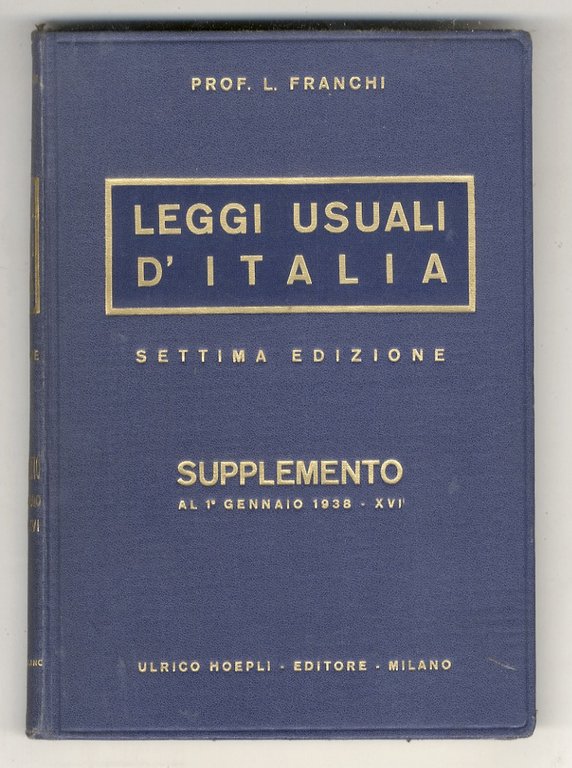 PROF. L. FRANCHI
LEGGI USUALI
D'ITALIA
SETTIMA EDIZIONE
SUPPLEMENTO
AL 1° GENNAIO 1938 - XVI
ULRICO HOEPLI - EDITORE - MILANO